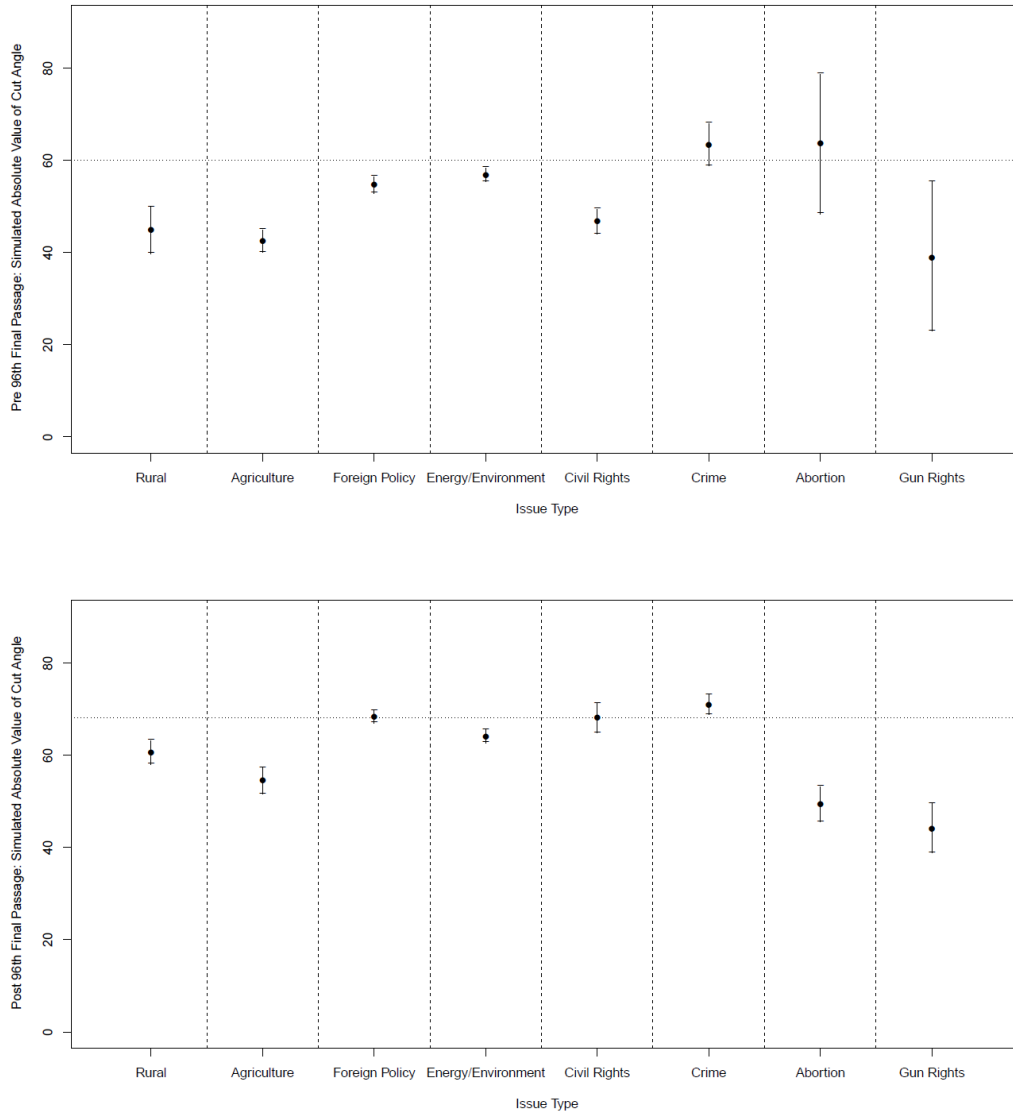 Pre 96th Final Passage: Simulated Absolute Value of Cut Angle
80
60
40
20
0
Rural Agriculture Foreign Policy Energy/Environment Civil Rights Crime Abortion Gun Rights
Issue Type
Post 96th Final Passage: Simulated Absolute Value of Cut Angle
80
60
40
20
0
Rural Agriculture Foreign Policy Energy/Environment Civil Rights Crime Abortion Gun Rights
Issue Type